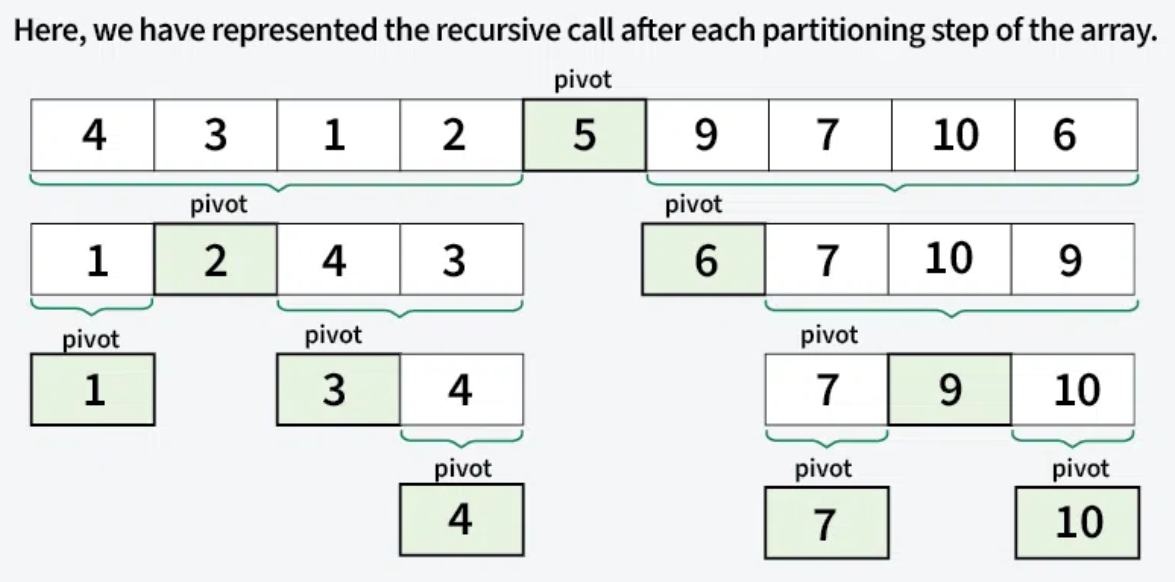 Here, we have represented the recursive call after each partitioning step of the array.
pivot
4 3 1 2 5 9 7 10 6
pivot pivot
1 2 4 3 6 7 10 9
pivot pivot pivot
1 3 4 7 9 10
pivot pivot pivot
4 7 10